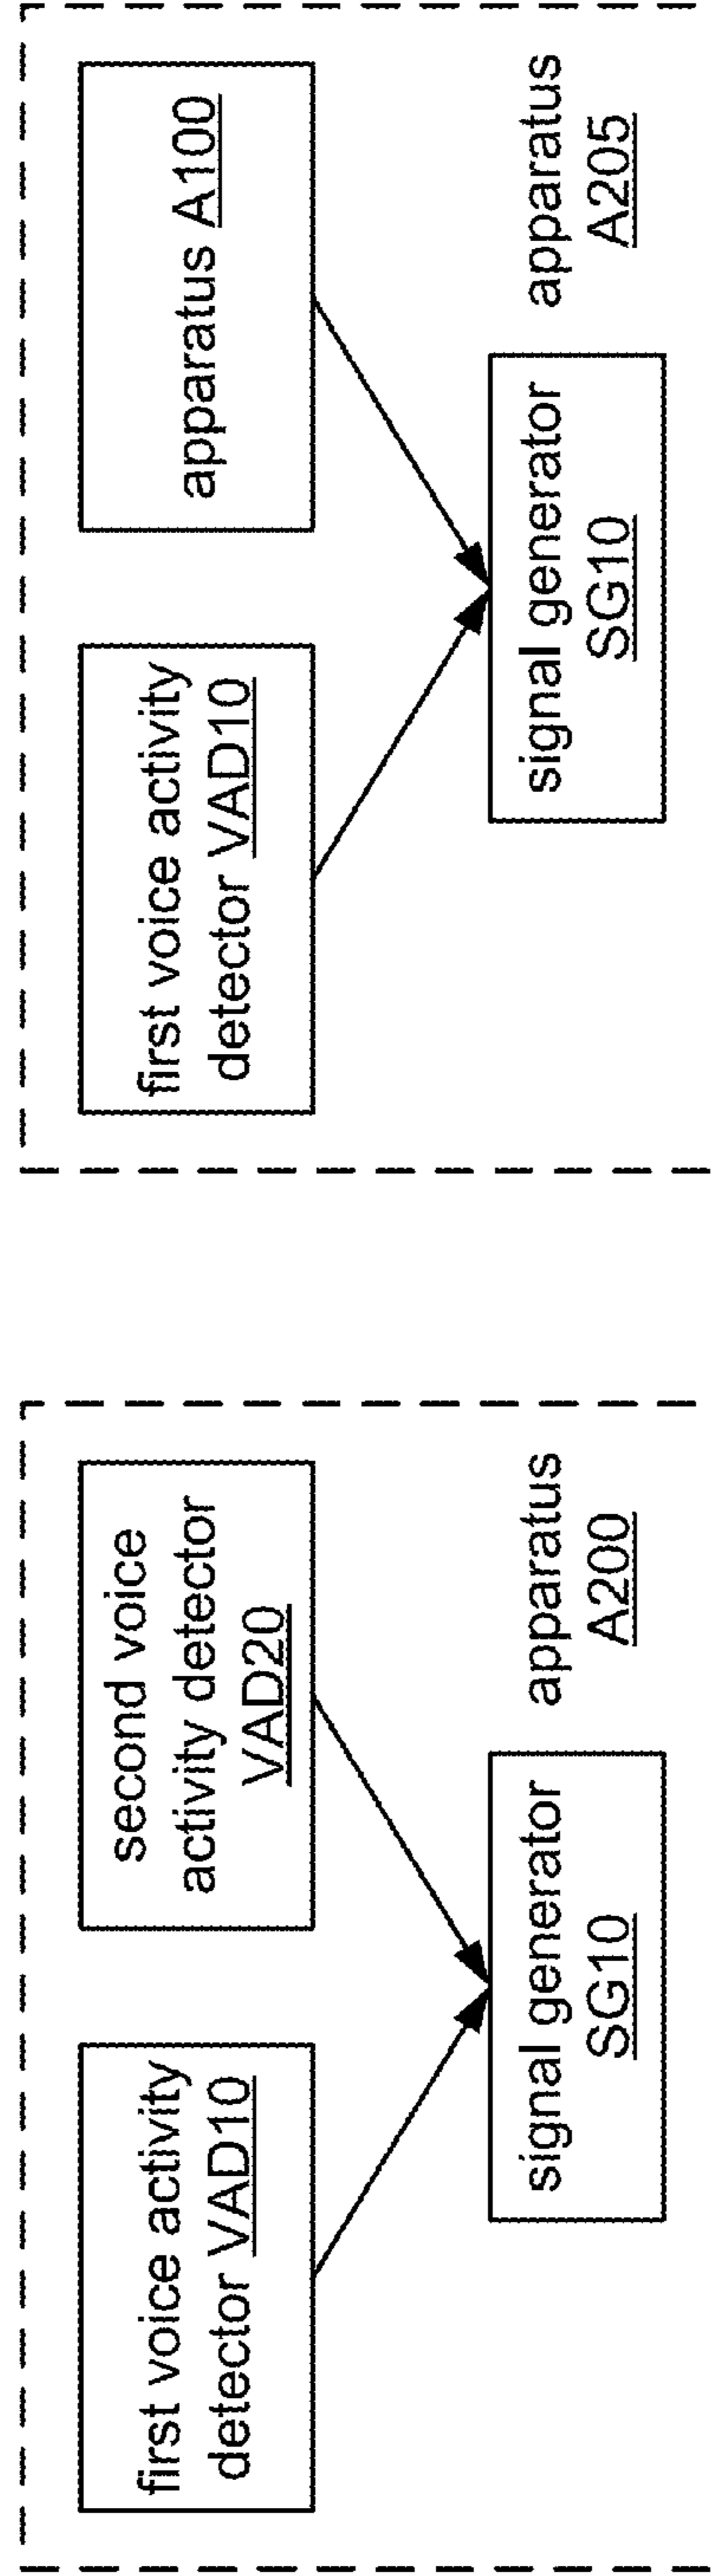 first voice activity
detector VAD10
second voice
activity detector
VAD20
signal generator
SG10
apparatus
A200
first voice activity
detector VAD10
apparatus A100
signal generator
SG10
apparatus
A205